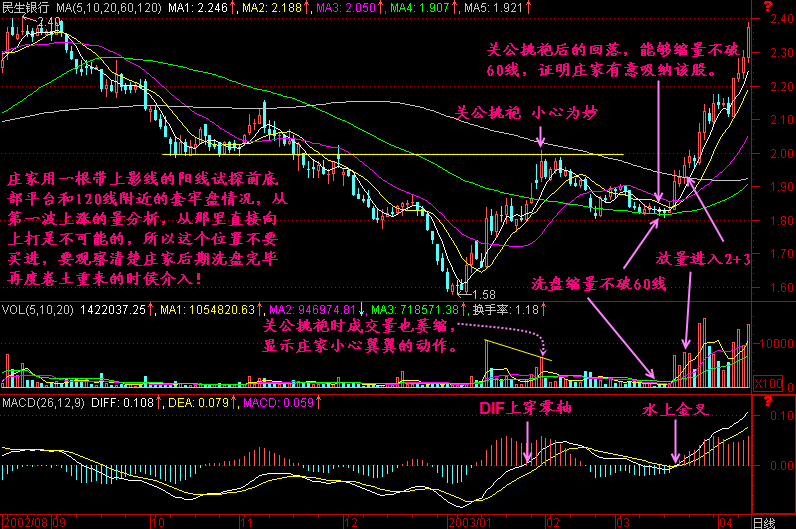 民生银行 MA(5,10,20,60,120) MA1: 2.246↑, MA2: 2.188↑, MA3: 2.050↑, MA4: 1.907↑, MA5: 1.921↑
2.40
2.40
2.30
2.20
2.10
2.00
1.90
1.80
1.70
1.60
关公挑袍后的回落，能够缩量不破
60线，证明庄家有意吸纳该股。
关公挑袍 小心为妙
庄家用一根带上影线的阳线试探前底
部平台和120线附近的套牢盘情况，从
第一波上涨的量分析，从那里直接向
上打是不可能的，所以这个位置不要
买进，要观察清楚庄家后期洗盘完毕
再度卷土重来的时侯介入！
放量进入2+3
洗盘缩量不破60线
1.58
VOL(5,10,20) 1422037.25↑, MA1: 1054820.63↑, MA2: 946974.81↓, MA3: 718571.38↑, 换手率: 1.18↑
关公挑袍时成交量也萎缩，
显示庄家小心翼翼的动作。
10000
X100
MACD(26,12,9) DIFF: 0.108↑, DEA: 0.079↑, MACD: 0.059↑
DIF上穿零轴
水上金叉
0.10
0.00
2002/08 09 10 11 12 2003/01 02 03 04 日线